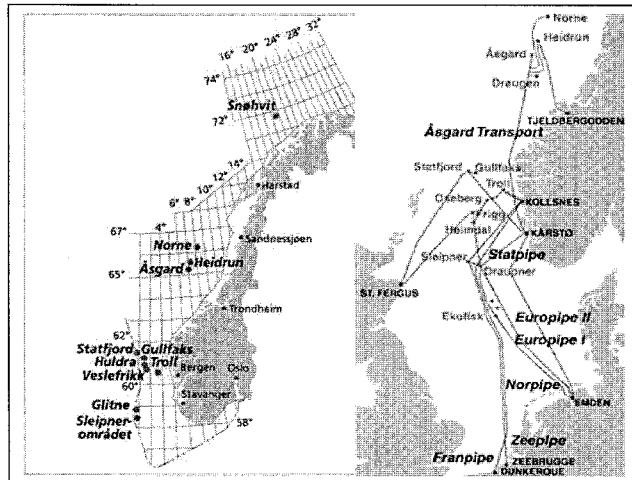 16° 20° 24° 28° 32°
74°
Snøhvit
72°
4° 6° 8° 10° 12° 14°
Harstad
67°
Norne
Sandnessjøen
Heidrun
Åsgard
65°
Trondheim
62°
Statfjord Gullfaks
Huldra Troll
Veslefrikk
Bergen
Oslo
60°
Stavanger
Glitne
58°
Sleipner-
området
Norne
Heidrun
Åsgard
Draugen
TJELDBERGODDEN
Åsgard Transport
Statfjord Gullfaks
Troll
Oseberg
KOLLSNES
Frigg
Heimdal
KÅRSTØ
Statpipe
Sleipner
Draupner
ST. FERGUS
Europipe II
Ekofisk
Europipe I
Norpipe
EMDEN
Zeepipe
Franpipe
ZEEBRUGGE
DUNKERQUE